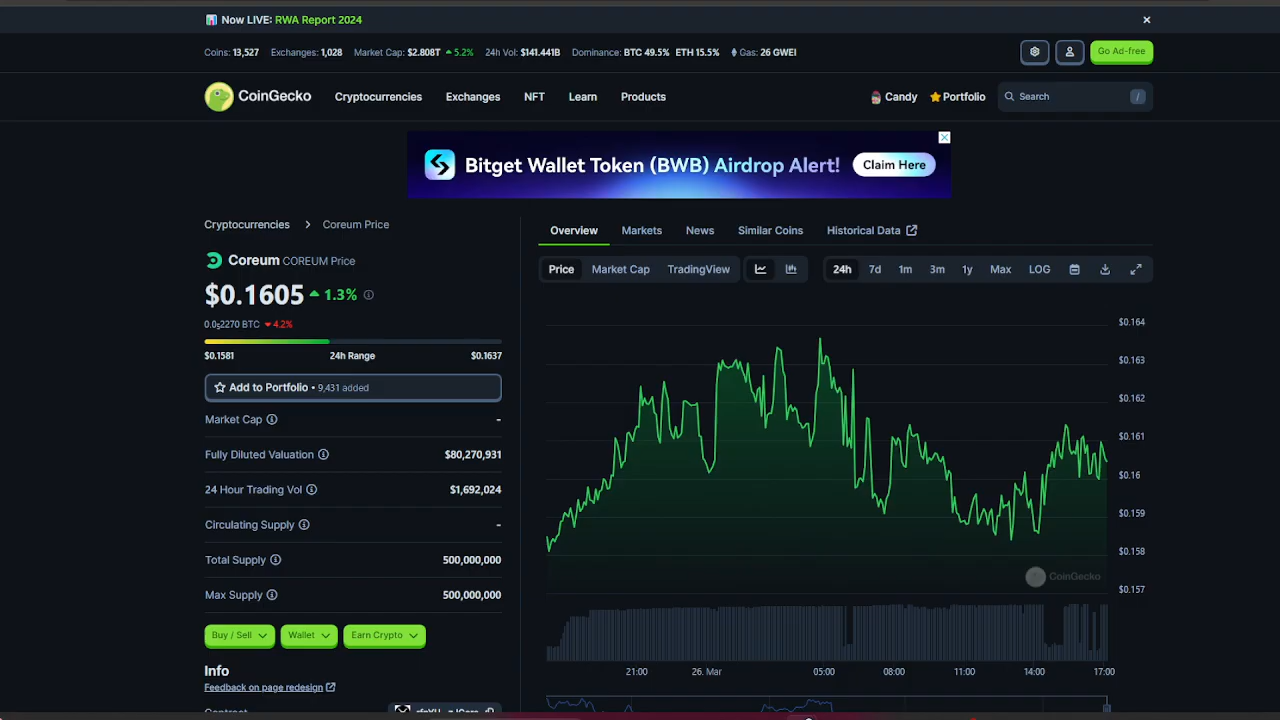 Now LIVE: RWA Report 2024
Coins: 13,527 Exchanges: 1,028 Market Cap: $2.808T 5.2% 24h Vol: $141.441B Dominance: BTC 49.5% ETH 15.5% Gas: 26 GWEI
Go Ad-free
CoinGecko Cryptocurrencies Exchanges NFT Learn Products Candy Portfolio Search /
Bitget Wallet Token (BWB) Airdrop Alert! Claim Here
Cryptocurrencies > Coreum Price
Coreum COREUM Price
$0.1605 1.3%
0.0₅2270 BTC 4.2%
$0.1581 24h Range $0.1637
Add to Portfolio • 9,431 added
Market Cap -
Fully Diluted Valuation $80,270,931
24 Hour Trading Vol $1,692,024
Circulating Supply -
Total Supply 500,000,000
Max Supply 500,000,000
Buy / Sell Wallet Earn Crypto
Info
Feedback on page redesign
Overview Markets News Similar Coins Historical Data
Price Market Cap TradingView 24h 7d 1m 3m 1y Max LOG
$0.164
$0.163
$0.162
$0.161
$0.16
$0.159
$0.158
$0.157
CoinGecko
21:00 26. Mar 05:00 08:00 11:00 14:00 17:00